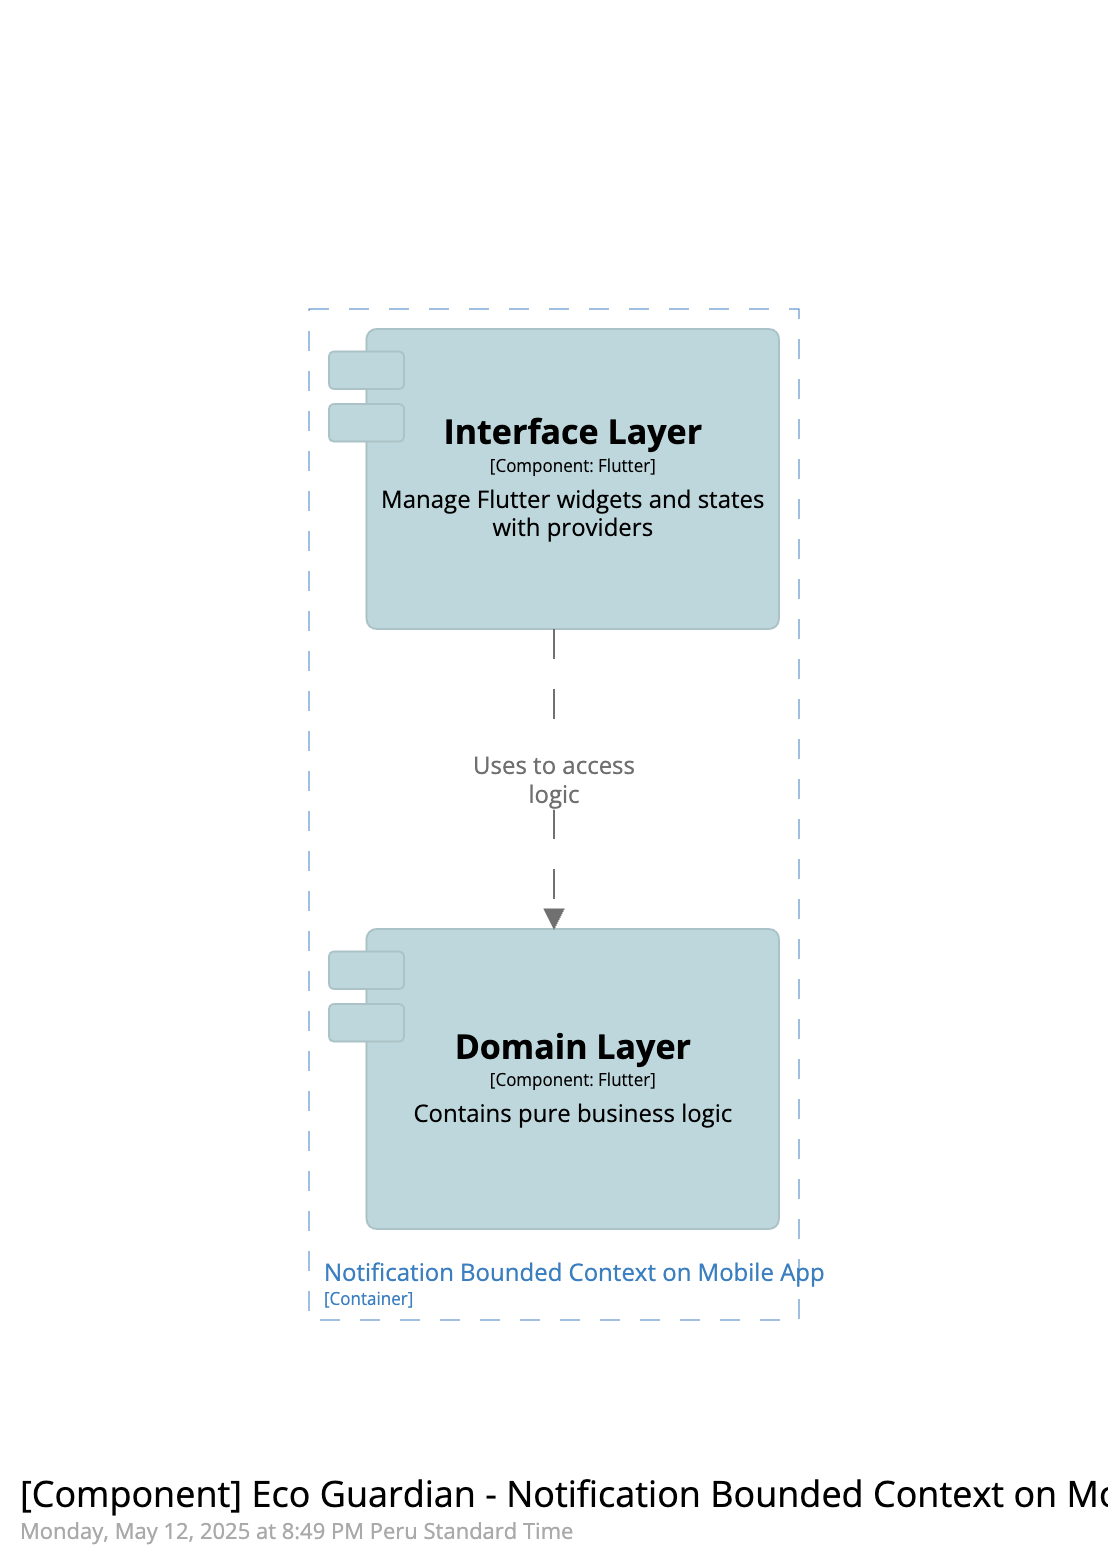 Interface Layer
[Component: Flutter]
Manage Flutter widgets and states
with providers
Uses to access
logic
Domain Layer
[Component: Flutter]
Contains pure business logic
Notification Bounded Context on Mobile App
[Container]
[Component] Eco Guardian - Notification Bounded Context on
Monday, May 12, 2025 at 8:49 PM Peru Standard Time